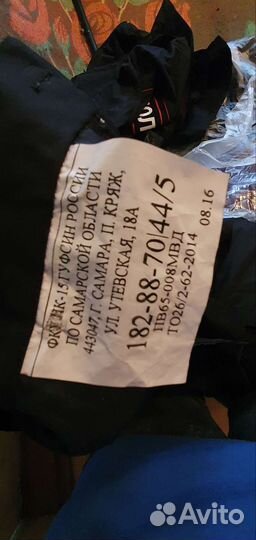 ФКУ ИК-15 ГУФСИН РОССИИ
ПО САМАРСКОЙ ОБЛАСТИ
443047, Г. САМАРА, П. КРЯЖ,
УЛ. УТЕВСКАЯ, 18А
182-88-70/44/5
ПВ65-008МВД
ТО26/2-62-2014 08.16
Avito